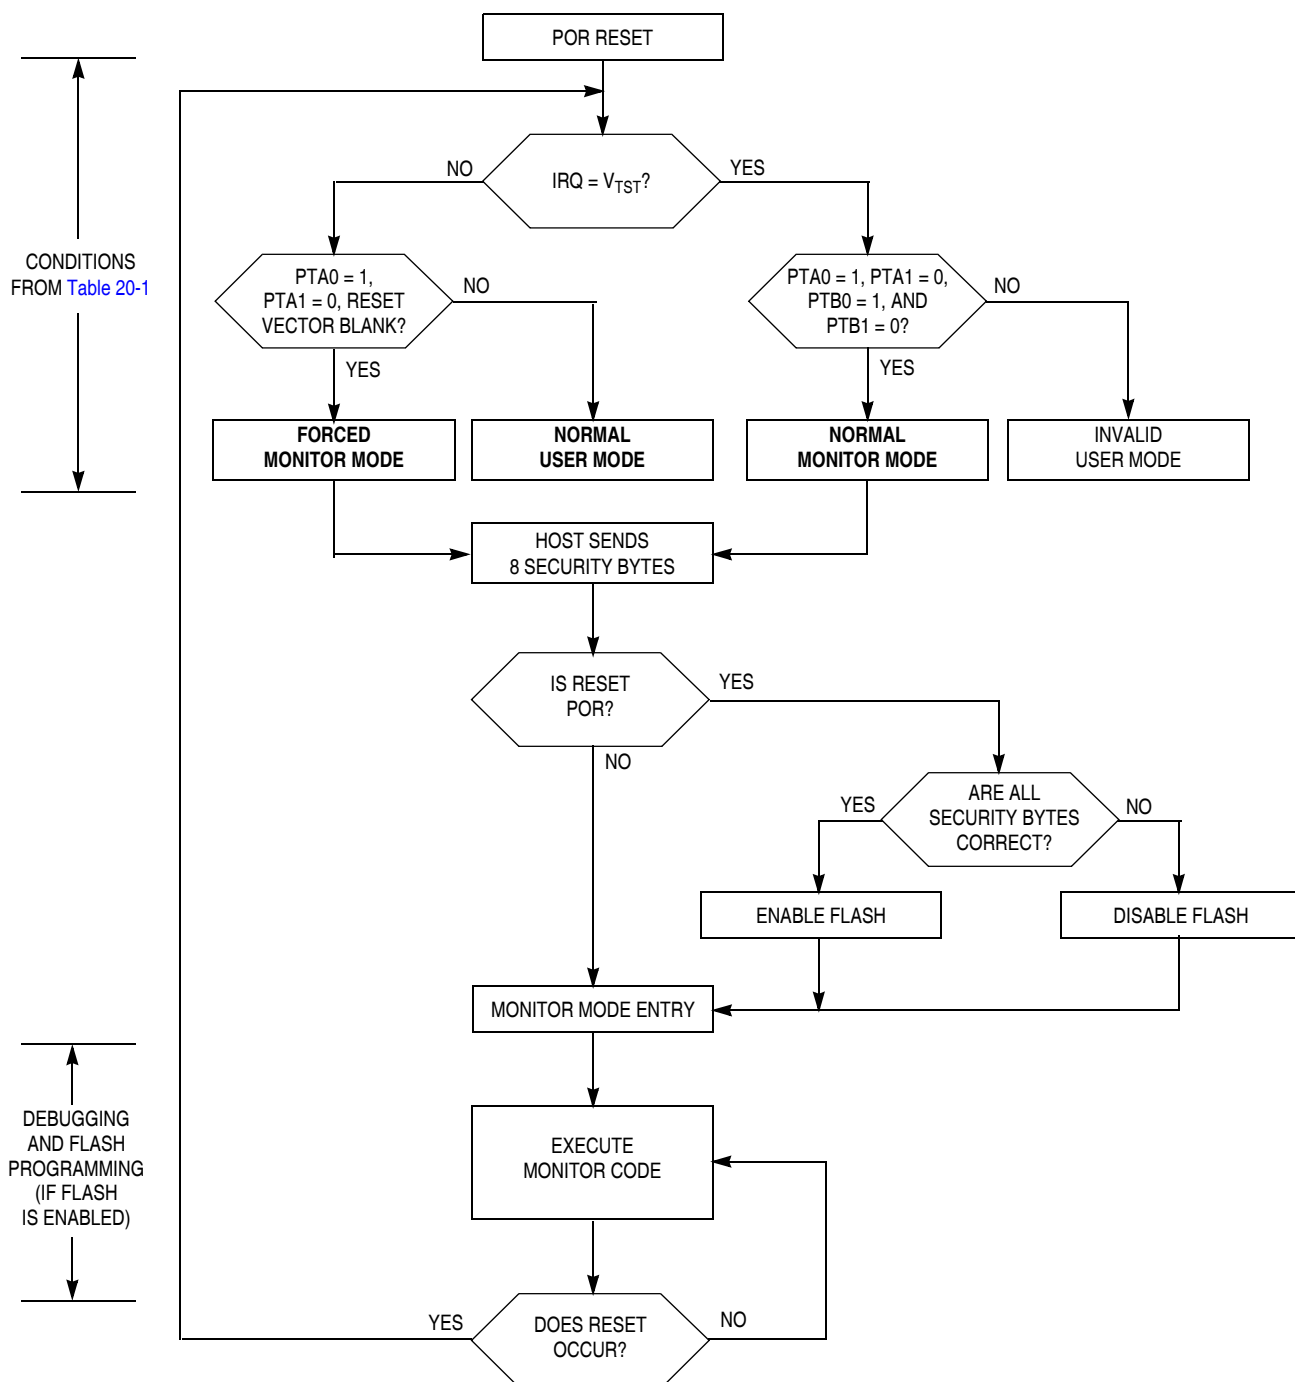 POR RESET
NO
IRQ = VTST?
YES
CONDITIONS
FROM Table 20-1
PTA0 = 1,
PTA1 = 0, RESET
VECTOR BLANK?
NO
PTA0 = 1, PTA1 = 0,
PTB0 = 1, AND
PTB1 = 0?
NO
YES
YES
FORCED
MONITOR MODE
NORMAL
USER MODE
NORMAL
MONITOR MODE
INVALID
USER MODE
HOST SENDS
8 SECURITY BYTES
IS RESET
POR?
YES
NO
YES
ARE ALL
SECURITY BYTES
CORRECT?
NO
ENABLE FLASH
DISABLE FLASH
MONITOR MODE ENTRY
DEBUGGING
AND FLASH
PROGRAMMING
(IF FLASH
IS ENABLED)
EXECUTE
MONITOR CODE
YES
DOES RESET
OCCUR?
NO